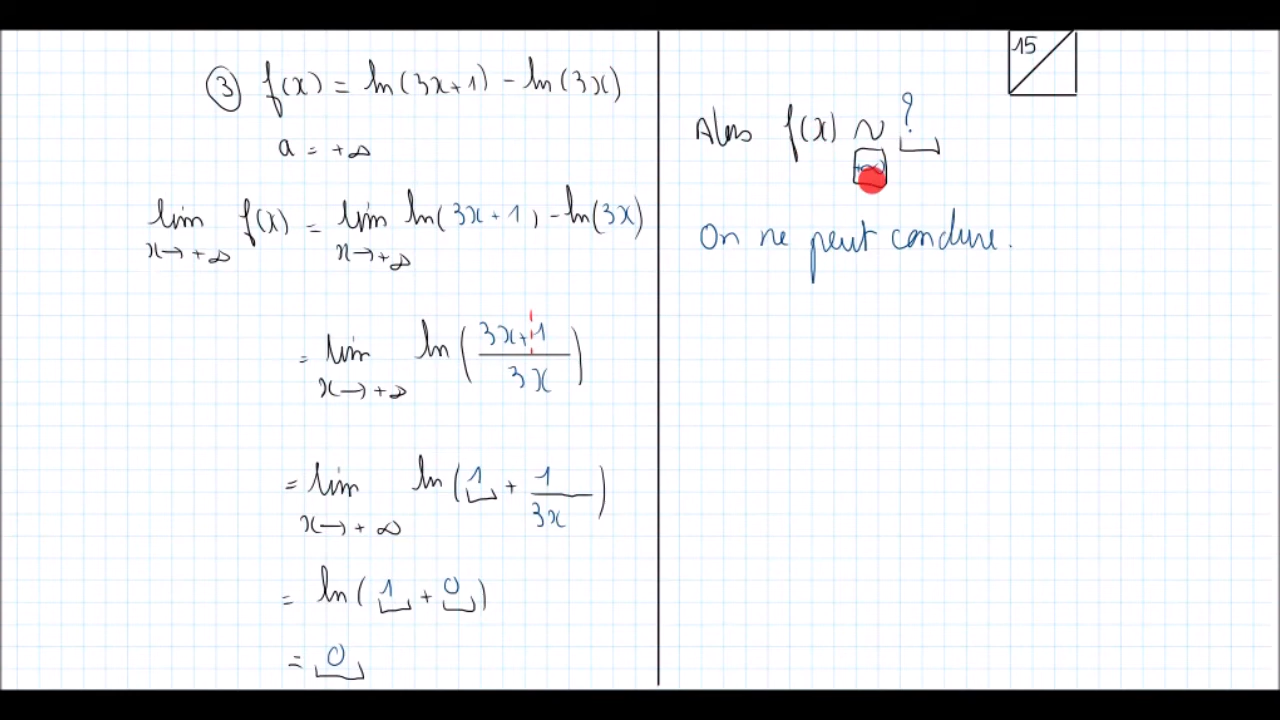 ③ f(x) = ln(3x+1) - ln(3x)
a = +∞
lim f(x) = lim ln(3x+1) - ln(3x)
x→+∞ x→+∞
= lim ln(3x+1 / 3x)
x→+∞
= lim ln(1 + 1/3x)
x→+∞
= ln(1 + 0)
= 0
15
Alors f(x) ~ ?
+∞
On ne peut conclure.